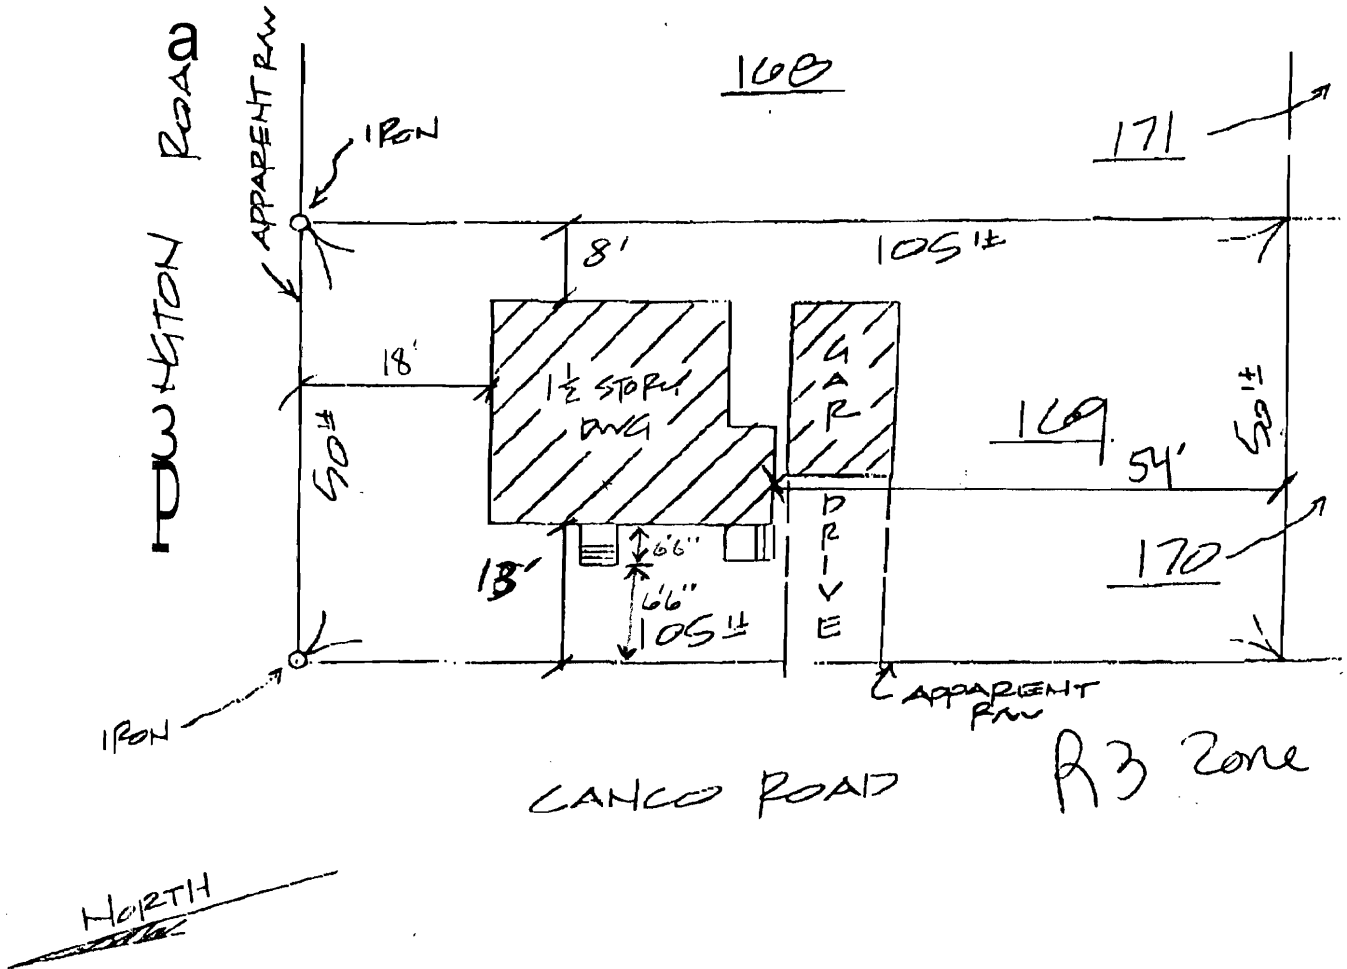 a
168
APPARENT R/W
ROAD
IRON
171
8'
105'±
18'
1½ STORY
DWG
GAR
169
50'±
50'±
54'
DRIVE
6'6"
13'
6'6"
105'±
170
APPARENT
R/W
IRON
CANCO ROAD
R3 Zone
NORTH